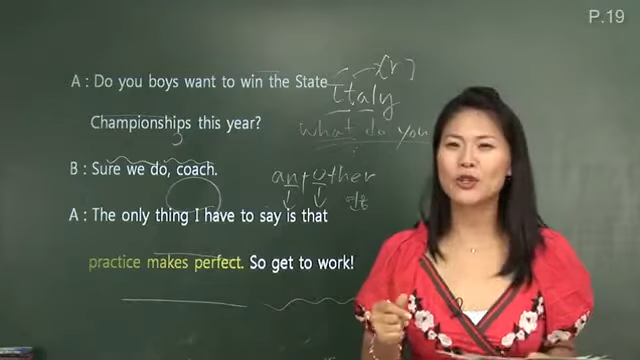 P.19
A : Do you boys want to win the State
Championships this year?
B : Sure we do, coach.
A : The only thing I have to say is that
practice makes perfect. So get to work!
[r]
Italy
what do you
another